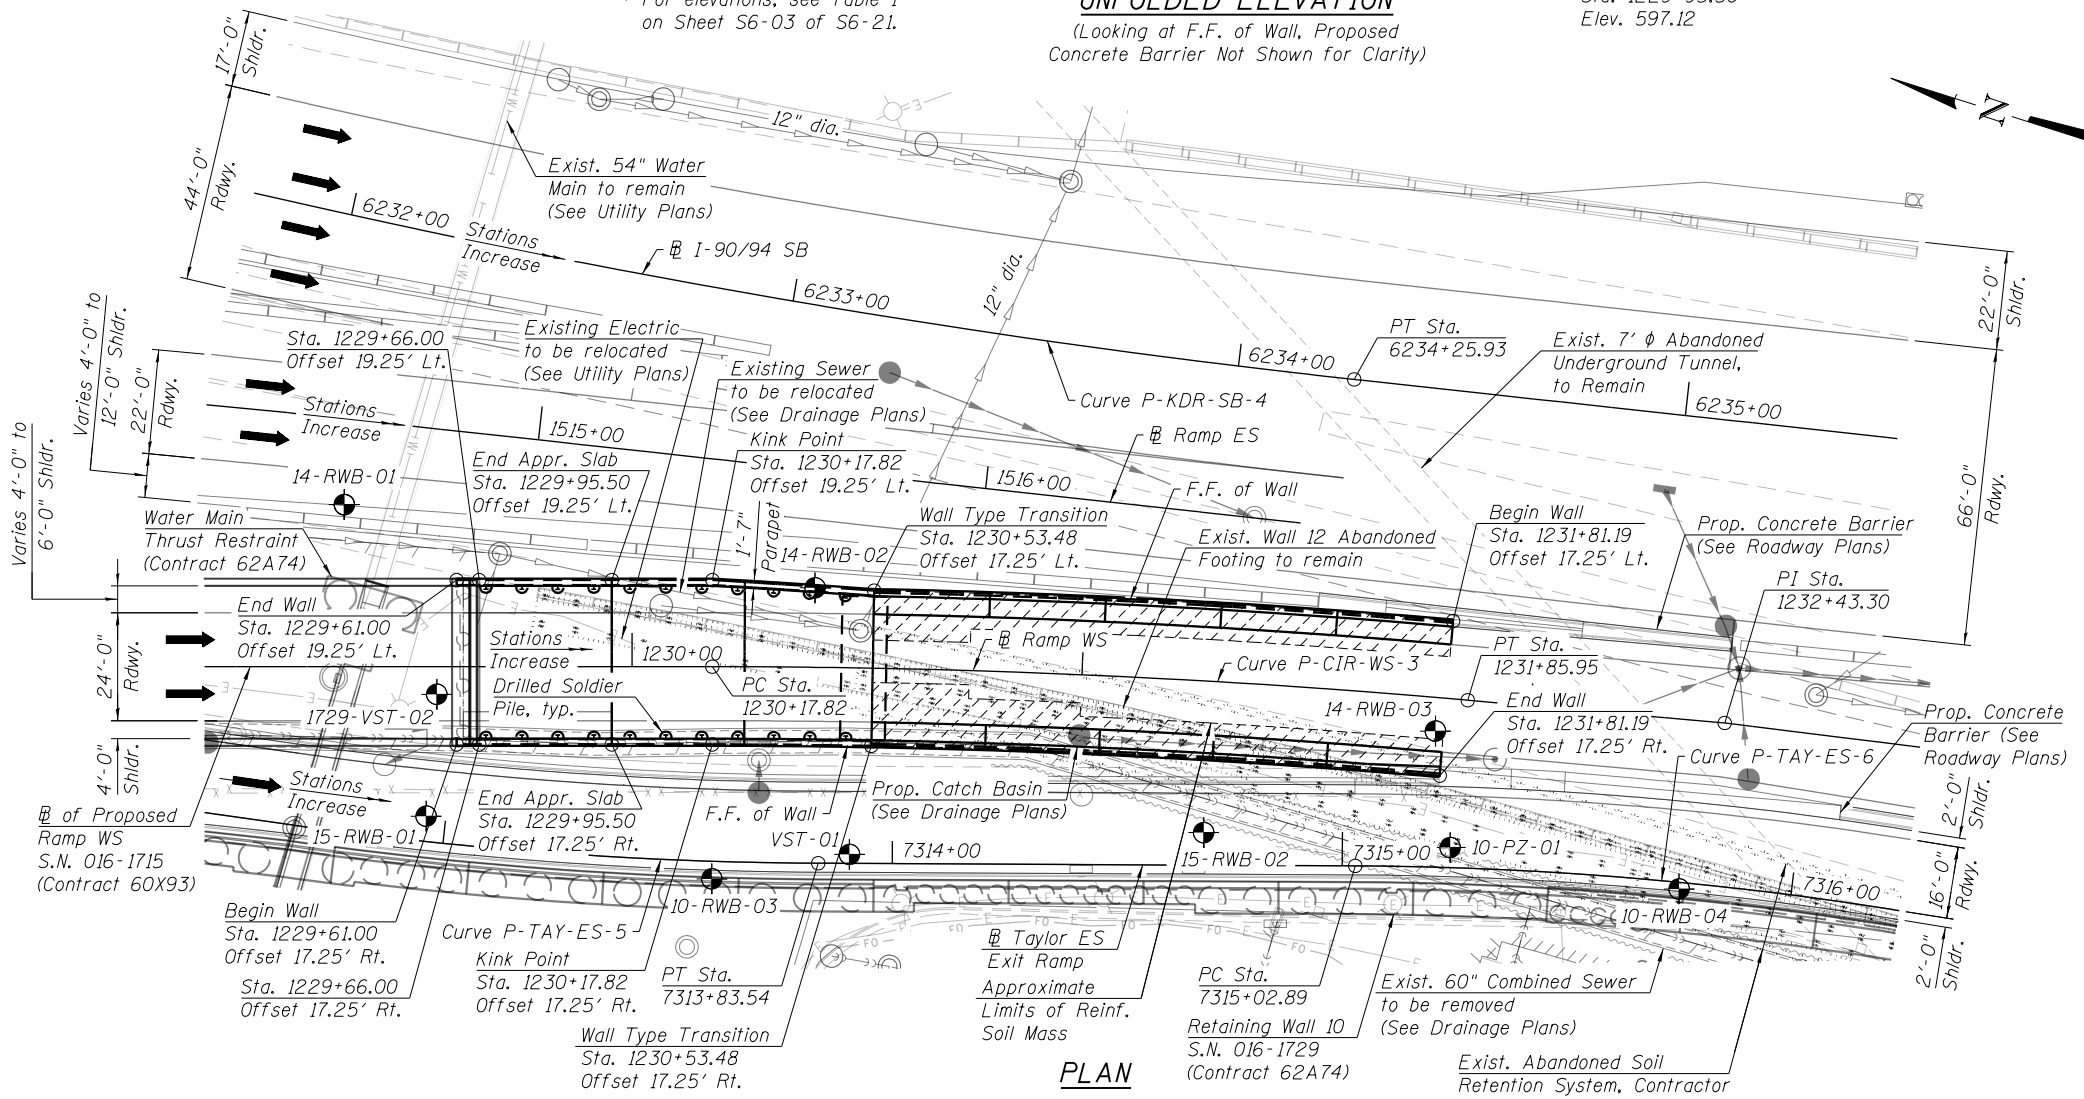 * For elevations, see Table 1
on Sheet S6-03 of S6-21.
UNFOLDED ELEVATION
(Looking at F.F. of Wall, Proposed
Concrete Barrier Not Shown for Clarity)
Elev. 597.12
N
17'-0"
Shldr.
44'-0"
Rdwy.
12" dia.
Exist. 54" Water
Main to remain
(See Utility Plans)
6232+00
Stations
Increase
℄ I-90/94 SB
6233+00
12" dia.
6234+00
PT Sta.
6234+25.93
Exist. 7' ϕ Abandoned
Underground Tunnel,
to Remain
6235+00
22'-0"
Shldr.
66'-0"
Rdwy.
Curve P-KDR-SB-4
Varies 4'-0" to
12'-0" Shldr.
22'-0"
Rdwy.
Varies 4'-0" to
6'-0" Shldr.
Sta. 1229+66.00
Offset 19.25' Lt.
Existing Electric
to be relocated
(See Utility Plans)
Existing Sewer
to be relocated
(See Drainage Plans)
Stations
Increase
1515+00
℄ Ramp ES
1516+00
Kink Point
Sta. 1230+17.82
Offset 19.25' Lt.
End Appr. Slab
Sta. 1229+95.50
Offset 19.25' Lt.
14-RWB-01
F.F. of Wall
Water Main
Thrust Restraint
(Contract 62A74)
1'-7"
Parapet
14-RWB-02
Wall Type Transition
Sta. 1230+53.48
Offset 17.25' Lt.
Exist. Wall 12 Abandoned
Footing to remain
Begin Wall
Sta. 1231+81.19
Offset 17.25' Lt.
Prop. Concrete Barrier
(See Roadway Plans)
PI Sta.
1232+43.30
End Wall
Sta. 1229+61.00
Offset 19.25' Lt.
24'-0"
Rdwy.
Stations
Increase
1230+00
℄ Ramp WS
Curve P-CIR-WS-3
PT Sta.
1231+85.95
Drilled Soldier
Pile, typ.
PC Sta.
1230+17.82
1729-VST-02
14-RWB-03
End Wall
Sta. 1231+81.19
Offset 17.25' Rt.
Prop. Concrete
Barrier (See
Roadway Plans)
Curve P-TAY-ES-6
4'-0"
Shldr.
Stations
Increase
℄ of Proposed
Ramp WS
S.N. 016-1715
(Contract 60X93)
15-RWB-01
End Appr. Slab
Sta. 1229+95.50
Offset 17.25' Rt.
F.F. of Wall
VST-01
Prop. Catch Basin
(See Drainage Plans)
7314+00
15-RWB-02
7315+00
10-PZ-01
7316+00
2'-0"
Shldr.
16'-0"
Rdwy.
2'-0"
Shldr.
10-RWB-03
10-RWB-04
Begin Wall
Sta. 1229+61.00
Offset 17.25' Rt.
Sta. 1229+66.00
Offset 17.25' Rt.
Curve P-TAY-ES-5
Kink Point
Sta. 1230+17.82
Offset 17.25' Rt.
PT Sta.
7313+83.54
Wall Type Transition
Sta. 1230+53.48
Offset 17.25' Rt.
℄ Taylor ES
Exit Ramp
Approximate
Limits of Reinf.
Soil Mass
PC Sta.
7315+02.89
Retaining Wall 10
S.N. 016-1729
(Contract 62A74)
Exist. 60" Combined Sewer
to be removed
(See Drainage Plans)
Exist. Abandoned Soil
Retention System, Contractor
PLAN